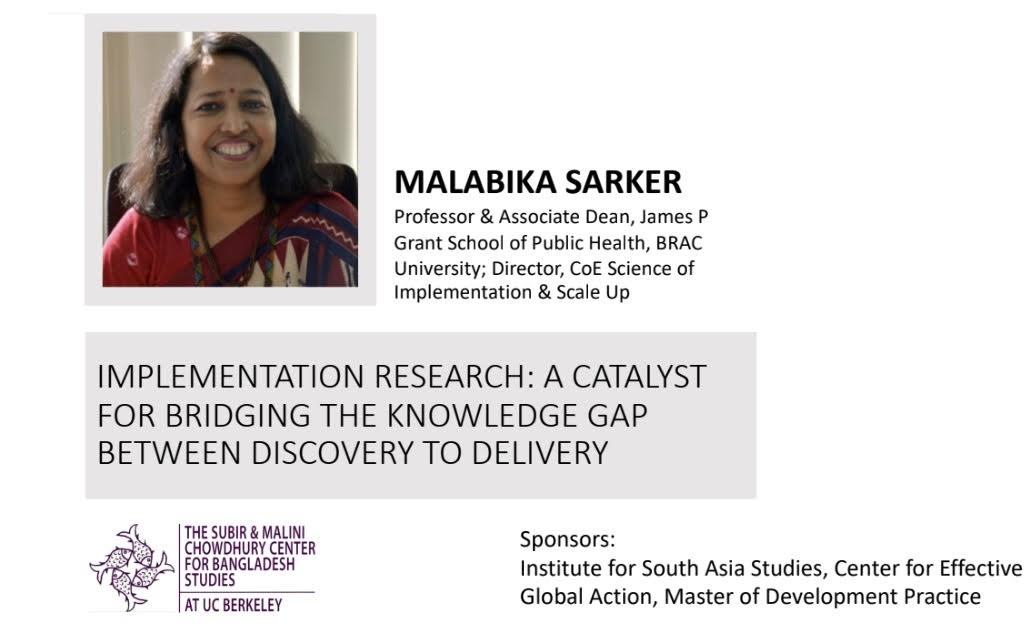 MALABIKA SARKER
Professor & Associate Dean, James P
Grant School of Public Health, BRAC
University; Director, CoE Science of
Implementation & Scale Up
IMPLEMENTATION RESEARCH: A CATALYST
FOR BRIDGING THE KNOWLEDGE GAP
BETWEEN DISCOVERY TO DELIVERY
THE SUBIR & MALINI
CHOWDHURY CENTER
FOR BANGLADESH
STUDIES
AT UC BERKELEY
Sponsors:
Institute for South Asia Studies, Center for Effective
Global Action, Master of Development Practice